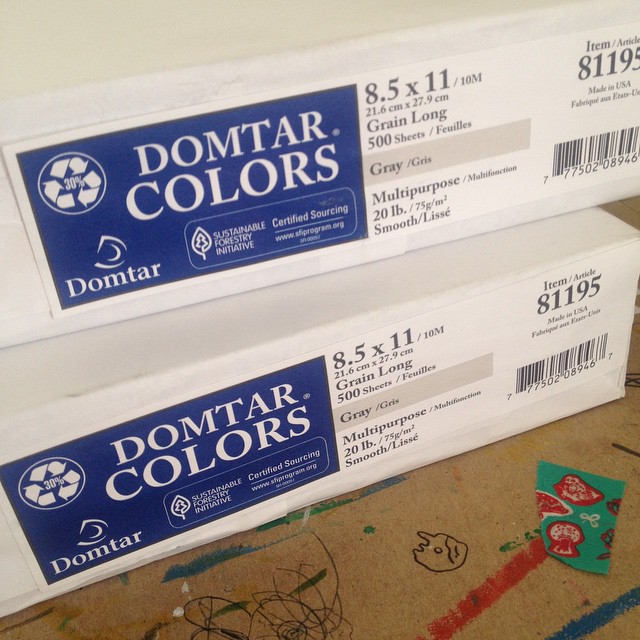 30%
DOMTAR®
COLORS
Domtar
SUSTAINABLE
FORESTRY
INITIATIVE
Certified Sourcing
www.sfiprogram.org
8.5 x 11 / 10M
21.6 cm x 27.9 cm
Grain Long
500 Sheets / Feuilles
Gray /Gris
Multipurpose / Multifonction
20 lb. / 75g/m²
Smooth/Lissé
Item / Article
81195
Made in USA
Fabriqué aux États-Unis
7 77502 08946
30%
DOMTAR®
COLORS
Domtar
SUSTAINABLE
FORESTRY
INITIATIVE
Certified Sourcing
www.sfiprogram.org
8.5 x 11 / 10M
21.6 cm x 27.9 cm
Grain Long
500 Sheets / Feuilles
Gray /Gris
Multipurpose / Multifonction
20 lb. / 75g/m²
Smooth/Lissé
Item / Article
81195
Made in USA
Fabriqué aux États-Unis
7 77502 08946 7